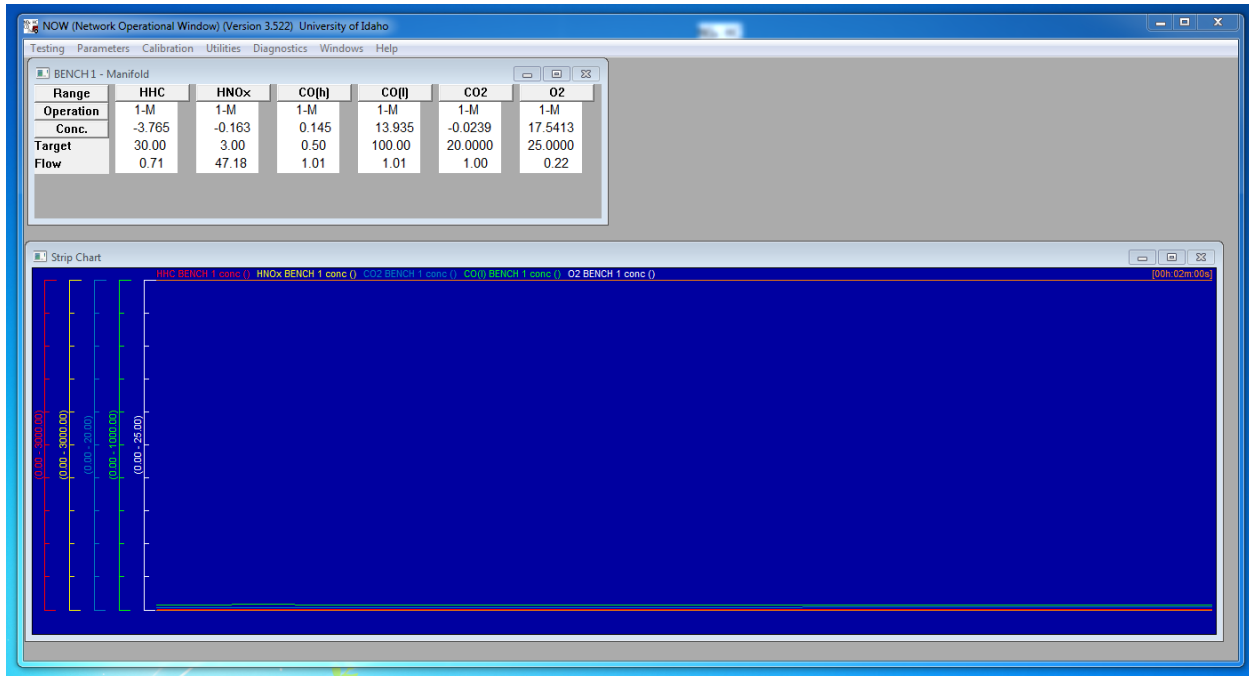 NOW (Network Operational Window) (Version 3.522) University of Idaho
Testing Parameters Calibration Utilities Diagnostics Windows Help
BENCH 1 - Manifold
Range HHC HNOx CO(h) CO(l) CO2 O2
Operation 1-M 1-M 1-M 1-M 1-M 1-M
Conc. -3.765 -0.163 0.145 13.935 -0.0239 17.5413
Target 30.00 3.00 0.50 100.00 20.0000 25.0000
Flow 0.71 47.18 1.01 1.01 1.00 0.22
Strip Chart
HHC BENCH 1 conc () HNOx BENCH 1 conc () CO2 BENCH 1 conc () CO(l) BENCH 1 conc () O2 BENCH 1 conc () [00h:02m:00s]
(0.00 - 3000.00)
(0.00 - 3000.00)
(0.00 - 20.00)
(0.00 - 1000.00)
(0.00 - 25.00)